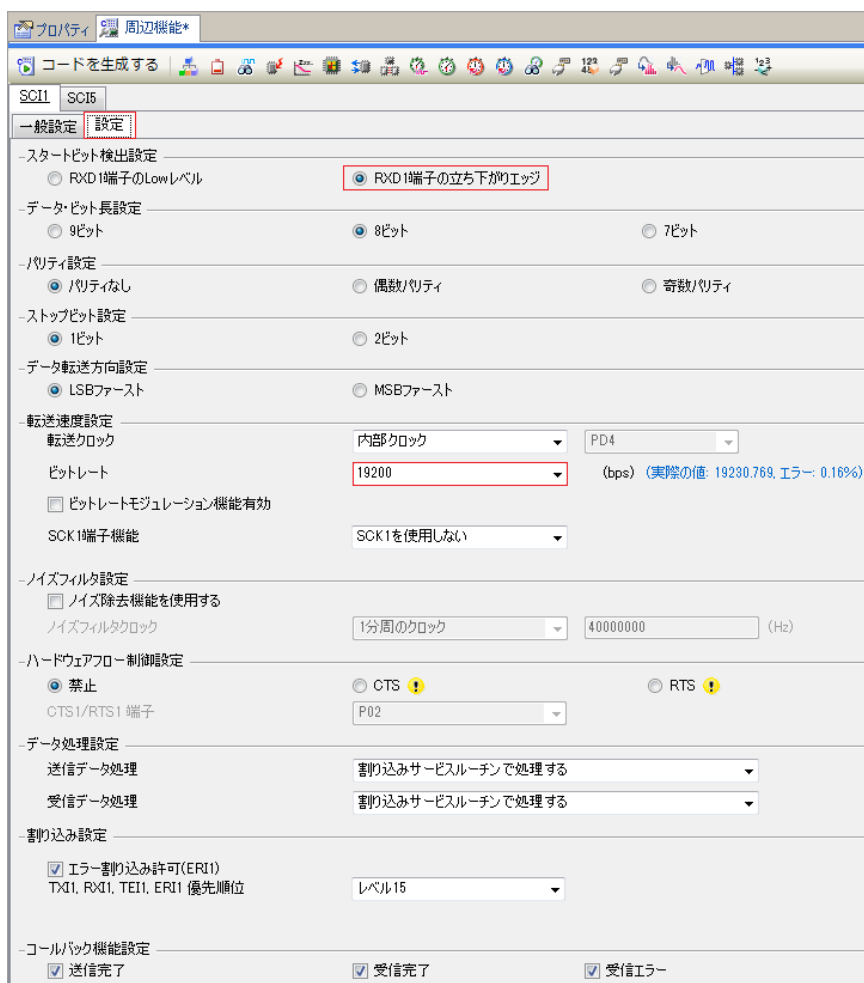 プロパティ 周辺機能*
コードを生成する
SCI1 SCI5
一般設定 設定
スタートビット検出設定
RXD1端子のLowレベル RXD1端子の立ち下がりエッジ
データ・ビット長設定
9ビット 8ビット 7ビット
パリティ設定
パリティなし 偶数パリティ 奇数パリティ
ストップビット設定
1ビット 2ビット
データ転送方向設定
LSBファースト MSBファースト
転送速度設定
転送クロック 内部クロック PD4
ビットレート 19200 (bps) (実際の値: 19230.769, エラー: 0.16%)
ビットレートモジュレーション機能有効
SCK1端子機能 SCK1を使用しない
ノイズフィルタ設定
ノイズ除去機能を使用する
ノイズフィルタクロック 1分周のクロック 40000000 (Hz)
ハードウェアフロー制御設定
禁止 CTS RTS
CTS1/RTS1 端子 P02
データ処理設定
送信データ処理 割り込みサービスルーチンで処理する
受信データ処理 割り込みサービスルーチンで処理する
割り込み設定
エラー割り込み許可(ERI1)
TXI1, RXI1, TEI1, ERI1 優先順位 レベル15
コールバック機能設定
送信完了 受信完了 受信エラー